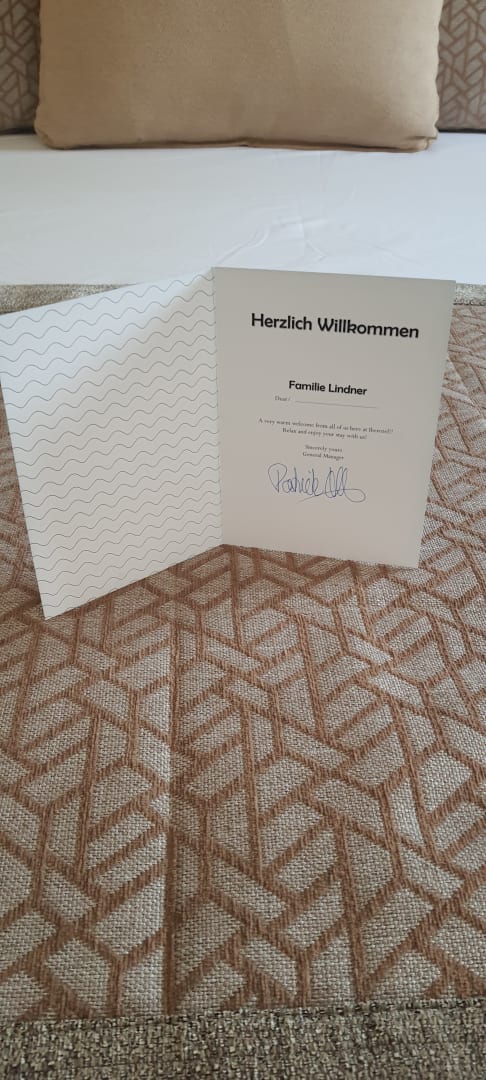 Herzlich Willkommen
Familie Lindner
Dear /
A very warm welcome from all of us here at
Relax and enjoy your stay with us!
Sincerely yours
General Manager
Patrick